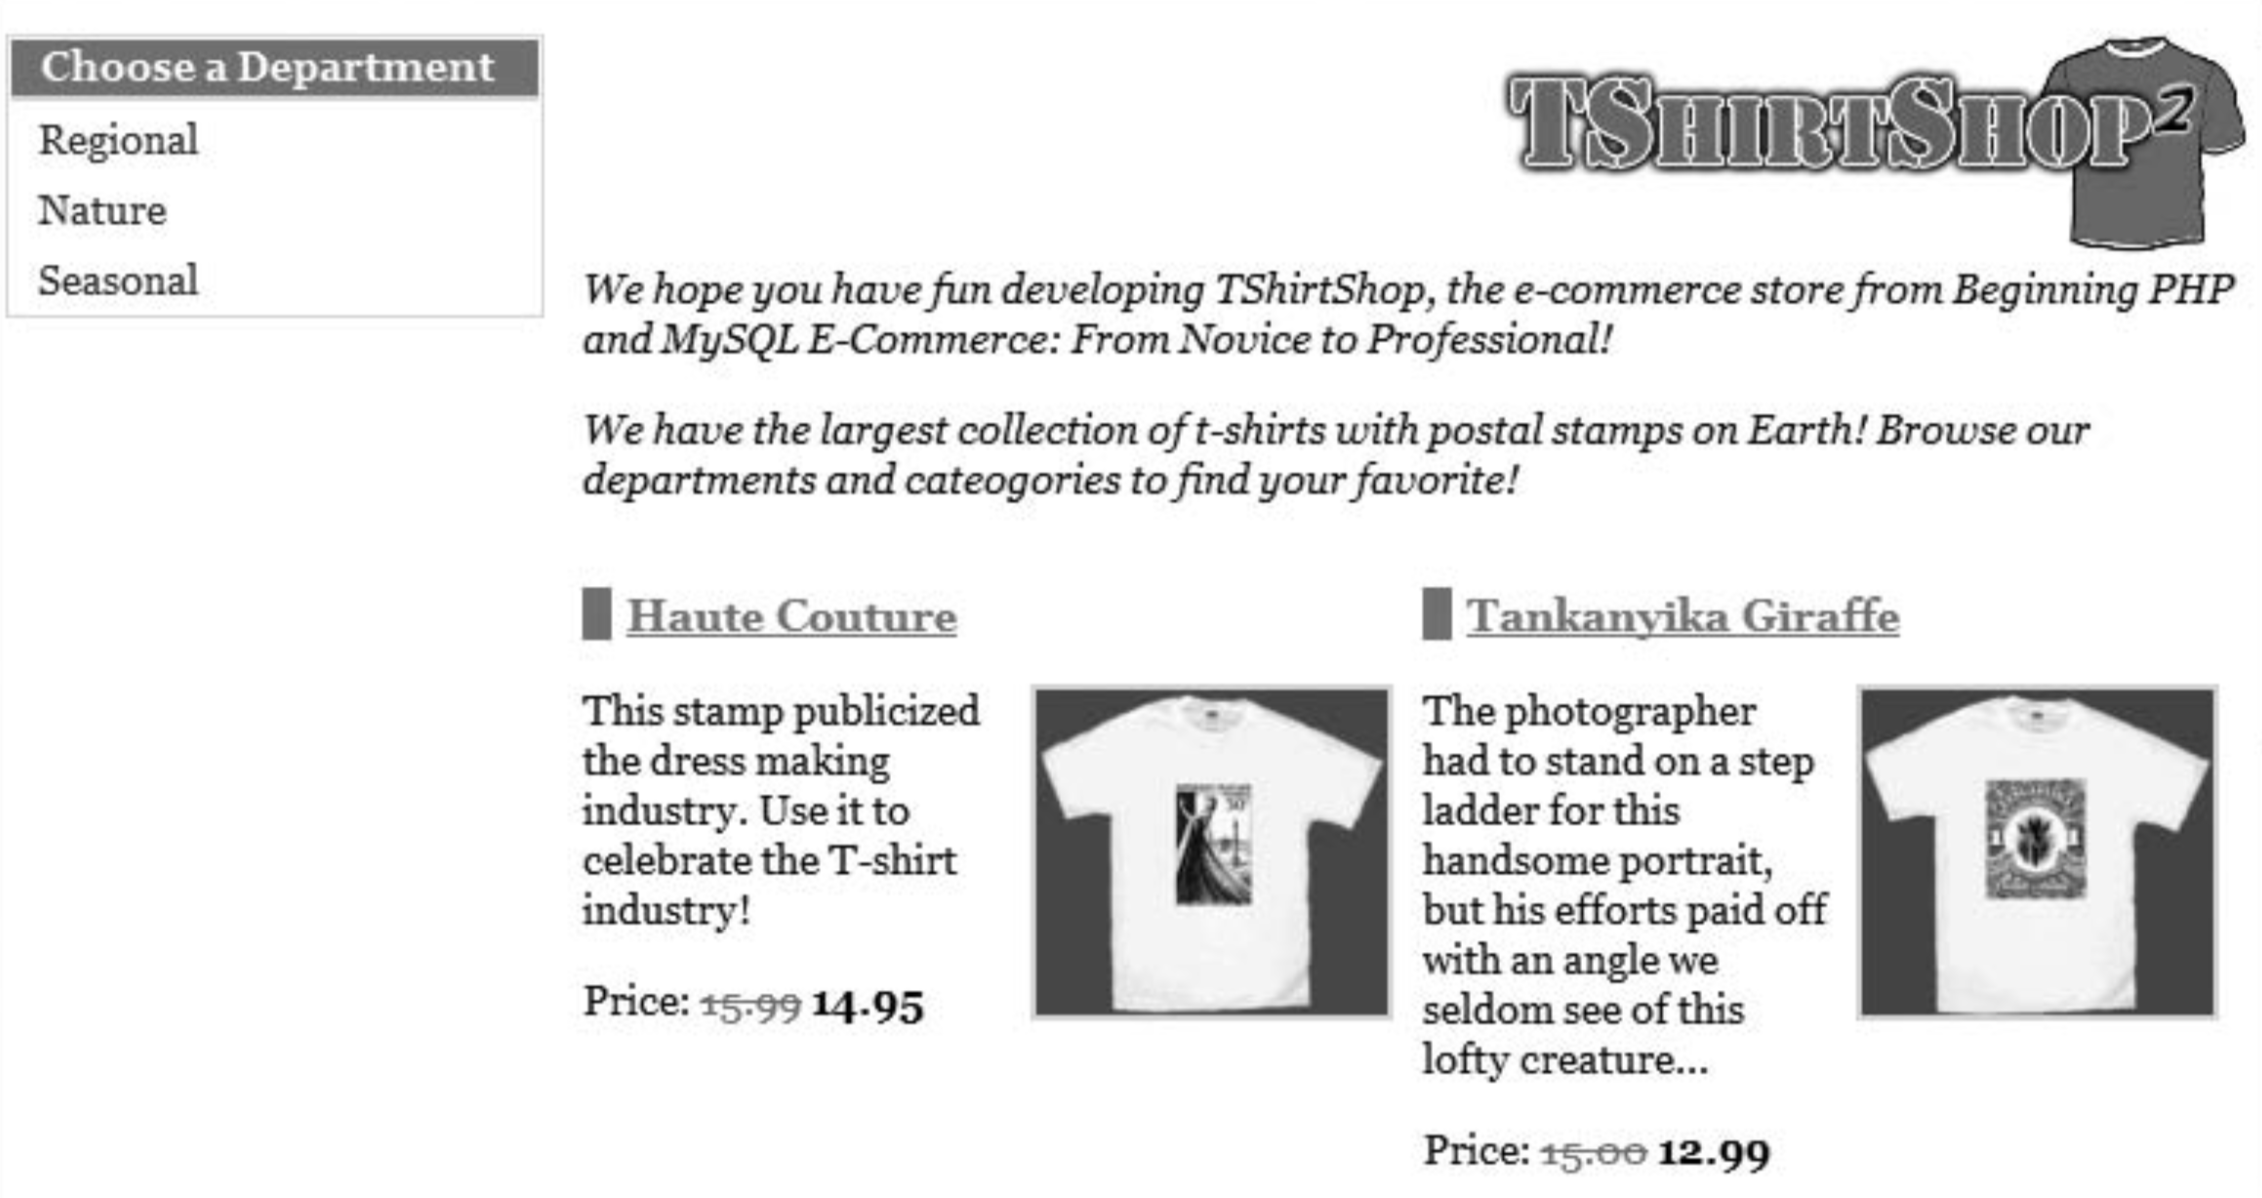 Choose a Department
Regional
Nature
Seasonal
TShirtShop2
We hope you have fun developing TShirtShop, the e-commerce store from Beginning PHP
and MySQL E-Commerce: From Novice to Professional!
We have the largest collection of t-shirts with postal stamps on Earth! Browse our
departments and cateogories to find your favorite!
Haute Couture
This stamp publicized
the dress making
industry. Use it to
celebrate the T-shirt
industry!
Price: 15.99 14.95
Tankanyika Giraffe
The photographer
had to stand on a step
ladder for this
handsome portrait,
but his efforts paid off
with an angle we
seldom see of this
lofty creature...
Price: 15.00 12.99